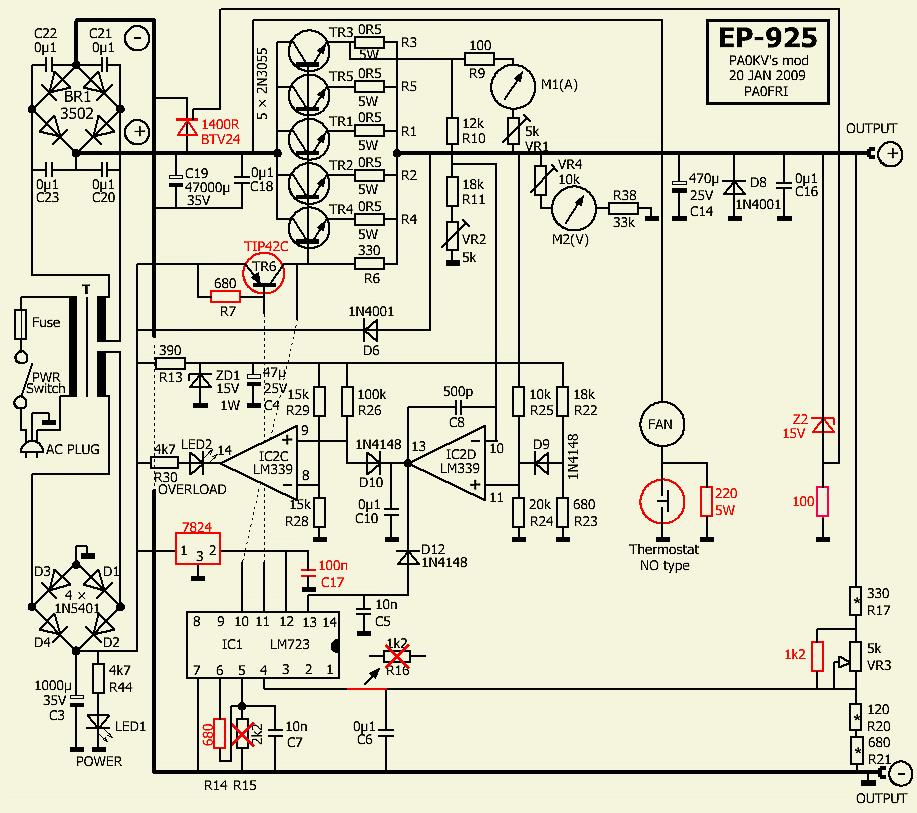 EP-925
PA0KV's mod
20 JAN 2009
PA0FRI
C22
0µ1
C21
0µ1
−
BR1
3502
+
0µ1
C23
0µ1
C20
1400R
BTV24
C19
47000µ
35V
0µ1
C18
5 × 2N3055
TR3
0R5
5W
R3
TR5
0R5
5W
R5
TR1
0R5
5W
R1
TR2
0R5
5W
R2
TR4
0R5
5W
R4
330
R6
TIP42C
TR6
680
R7
100
R9
M1(A)
12k
R10
5k
VR1
18k
R11
VR2
5k
VR4
10k
M2(V)
R38
33k
OUTPUT
+
470µ
25V
C14
D8
1N4001
0µ1
C16
1N4001
D6
T
Fuse
PWR
Switch
AC PLUG
390
R13
ZD1
15V
1W
47µ
25V
C4
15k
R29
100k
R26
500p
C8
10k
R25
18k
R22
4k7
R30
LED2
14
OVERLOAD
9
+
IC2C
LM339
8
−
1N4148
D10
13
10
−
IC2D
LM339
11
+
D9
1N4148
15k
R28
0µ1
C10
20k
R24
680
R23
FAN
220
5W
Thermostat
NO type
Z2
15V
100
7824
1
2
3
100n
C17
D12
1N4148
10n
C5
D3
D1
4 ×
1N5401
D4
D2
8
9
10
11
12
13
14
IC1
LM723
7
6
5
4
3
2
1
1k2
R16
330
R17
*
1k2
5k
VR3
120
R20
*
680
R21
*
1000µ
35V
C3
4k7
R44
LED1
POWER
680
2k2
10n
C7
0µ1
C6
R14
R15
−
OUTPUT